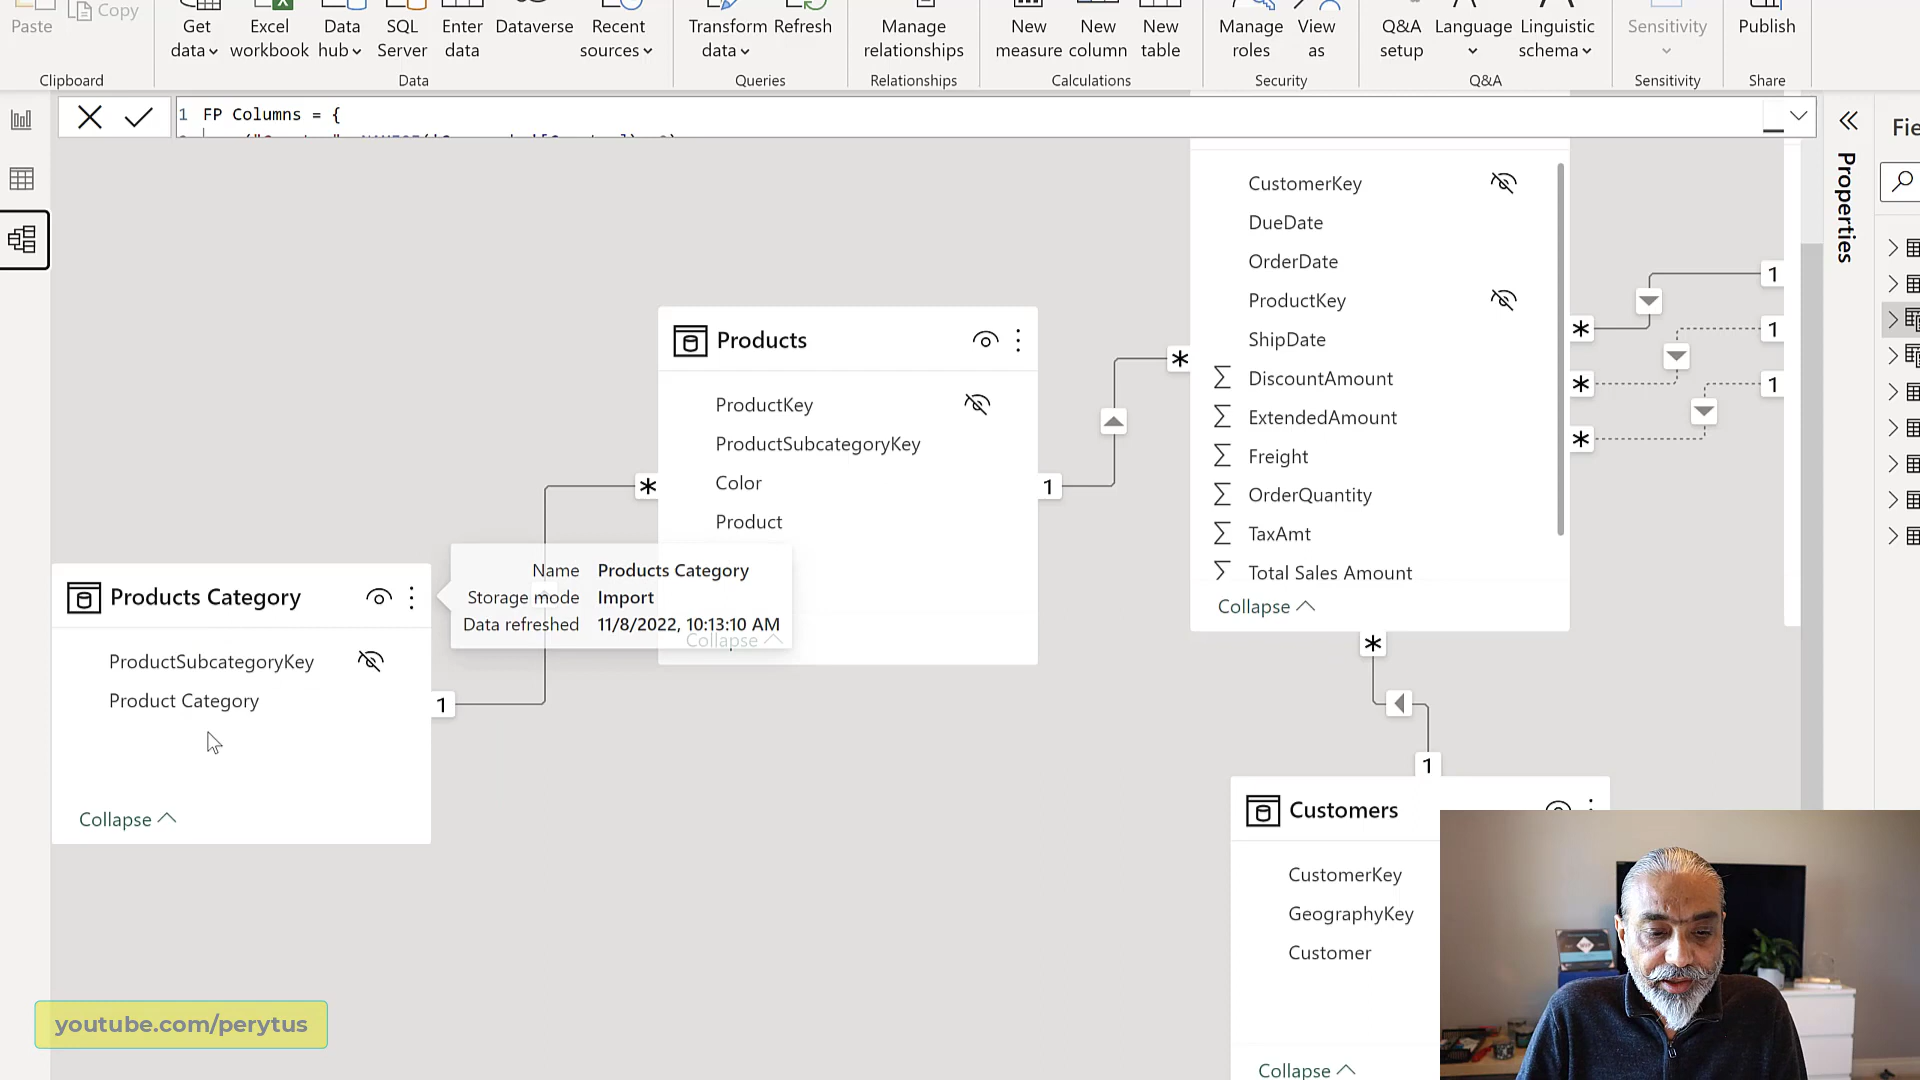 Paste
Copy
Get data
Excel workbook
Data hub
SQL Server
Enter data
Dataverse
Recent sources
Transform data
Refresh
Manage relationships
New measure
New column
New table
Manage roles
View as
Q&A setup
Language
Linguistic schema
Sensitivity
Publish
Clipboard
Data
Queries
Relationships
Calculations
Security
Q&A
Sensitivity
Share
1 FP Columns = {
Properties
Fie
CustomerKey
DueDate
OrderDate
ProductKey
ShipDate
DiscountAmount
ExtendedAmount
Freight
OrderQuantity
TaxAmt
Total Sales Amount
Collapse
1
1
1
Products
ProductKey
ProductSubcategoryKey
Color
Product
Collapse
1
Name Products Category
Storage mode Import
Data refreshed 11/8/2022, 10:13:10 AM
Products Category
ProductSubcategoryKey
Product Category
Collapse
1
1
Customers
CustomerKey
GeographyKey
Customer
Collapse
youtube.com/perytus